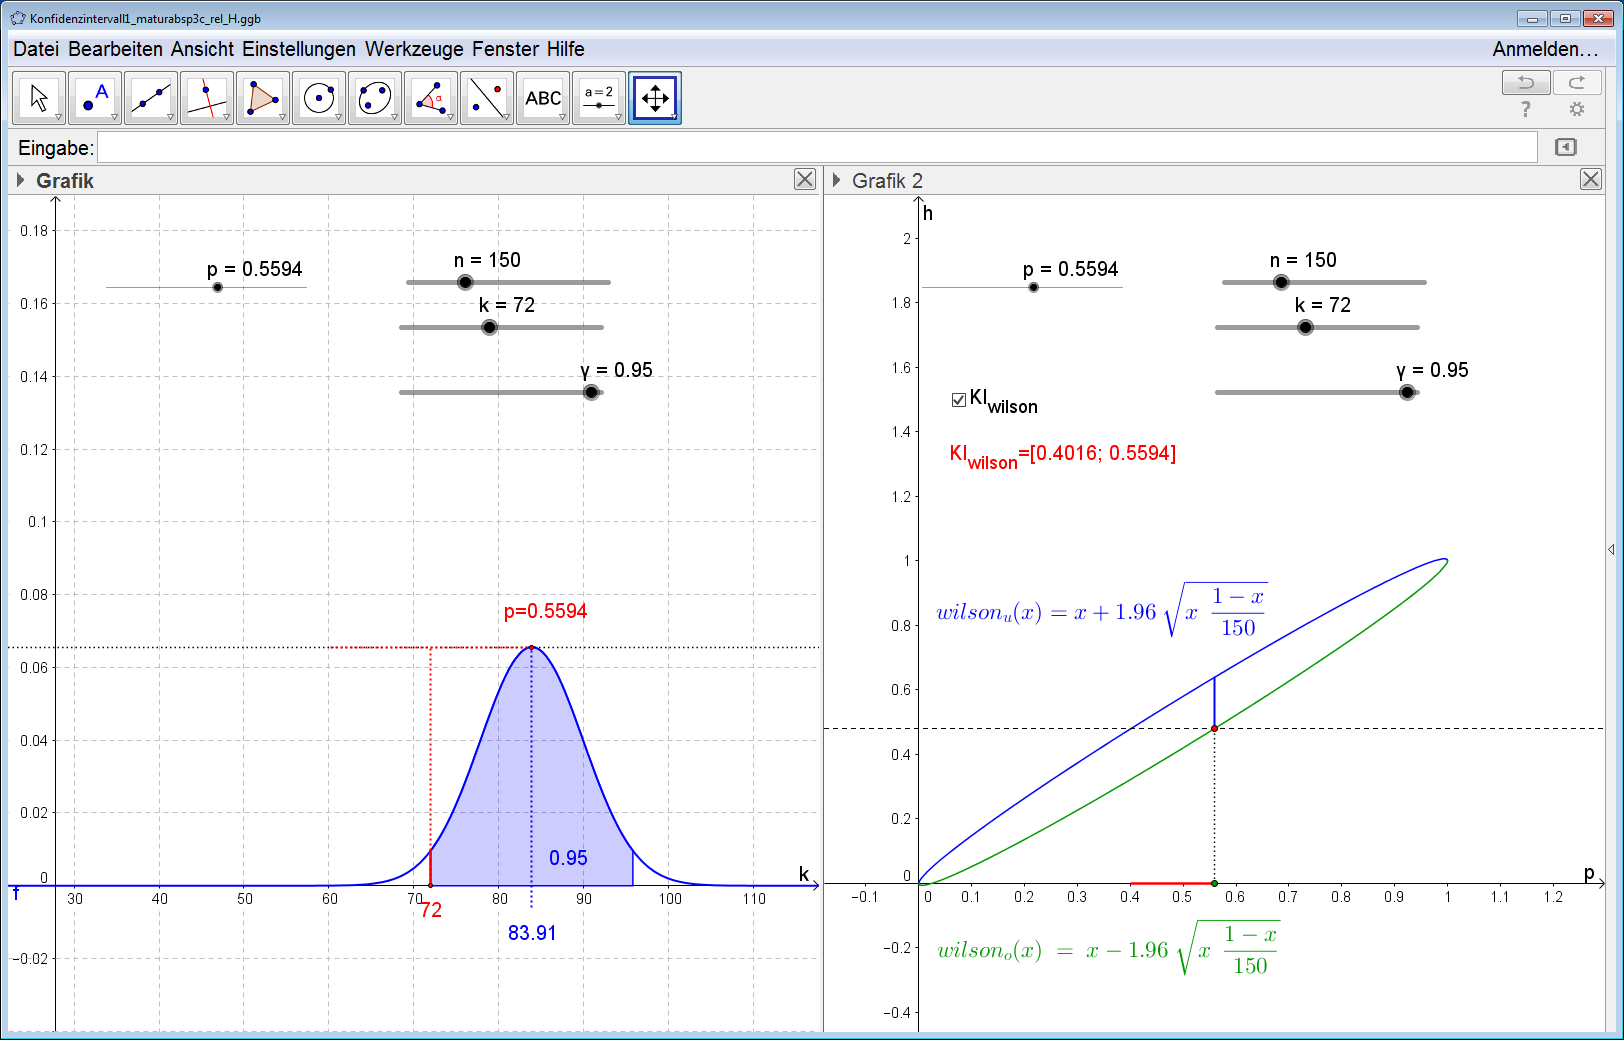 Konfidenzintervall1_maturabsp3c_rel_H.ggb
Datei Bearbeiten Ansicht Einstellungen Werkzeuge Fenster Hilfe
Anmelden...
A
α
ABC
a=2
?
Eingabe:
Grafik
0.18
0.16
0.14
0.12
0.1
0.08
0.06
0.04
0.02
0
−0.02
30 40 50 60 70 80 90 100 110
p = 0.5594
n = 150
k = 72
γ = 0.95
p=0.5594
0.95
k
f
72
83.91
Grafik 2
h
2
1.8
1.6
1.4
1.2
1
0.8
0.6
0.4
0.2
0
−0.2
−0.4
−0.1 0 0.1 0.2 0.3 0.4 0.5 0.6 0.7 0.8 0.9 1 1.1 1.2
p
p = 0.5594
n = 150
k = 72
γ = 0.95
KI_wilson
KI_wilson=[0.4016; 0.5594]
wilson_u(x) = x + 1.96 √(x (1 − x)/150)
wilson_o(x) = x − 1.96 √(x (1 − x)/150)